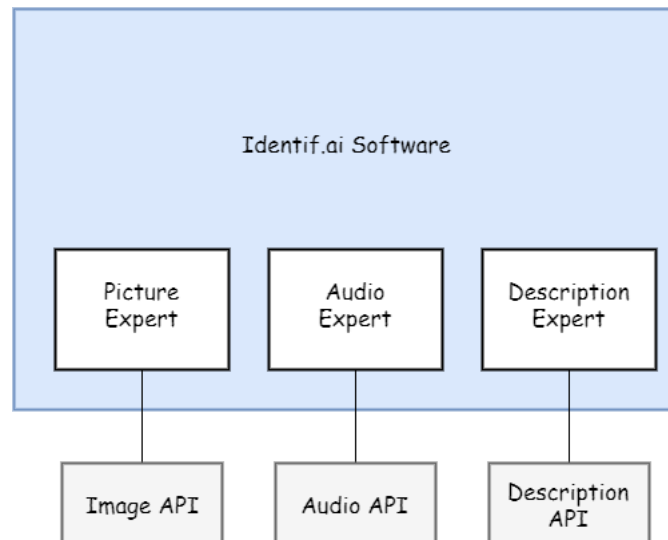 Identif.ai Software
Picture
Expert
Audio
Expert
Description
Expert
Image API
Audio API
Description
API